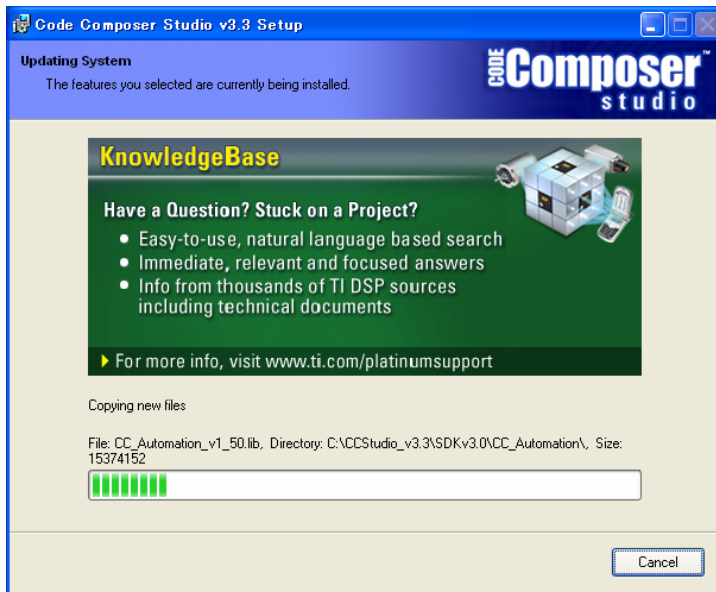 Code Composer Studio v3.3 Setup
Updating System
The features you selected are currently being installed.
CODE
Composer™
studio
KnowledgeBase
Have a Question? Stuck on a Project?
• Easy-to-use, natural language based search
• Immediate, relevant and focused answers
• Info from thousands of TI DSP sources
including technical documents
For more info, visit www.ti.com/platinumsupport
Copying new files
File: CC_Automation_v1_50.lib, Directory: C:\CCStudio_v3.3\SDKv3.0\CC_Automation\, Size:
15374152
Cancel